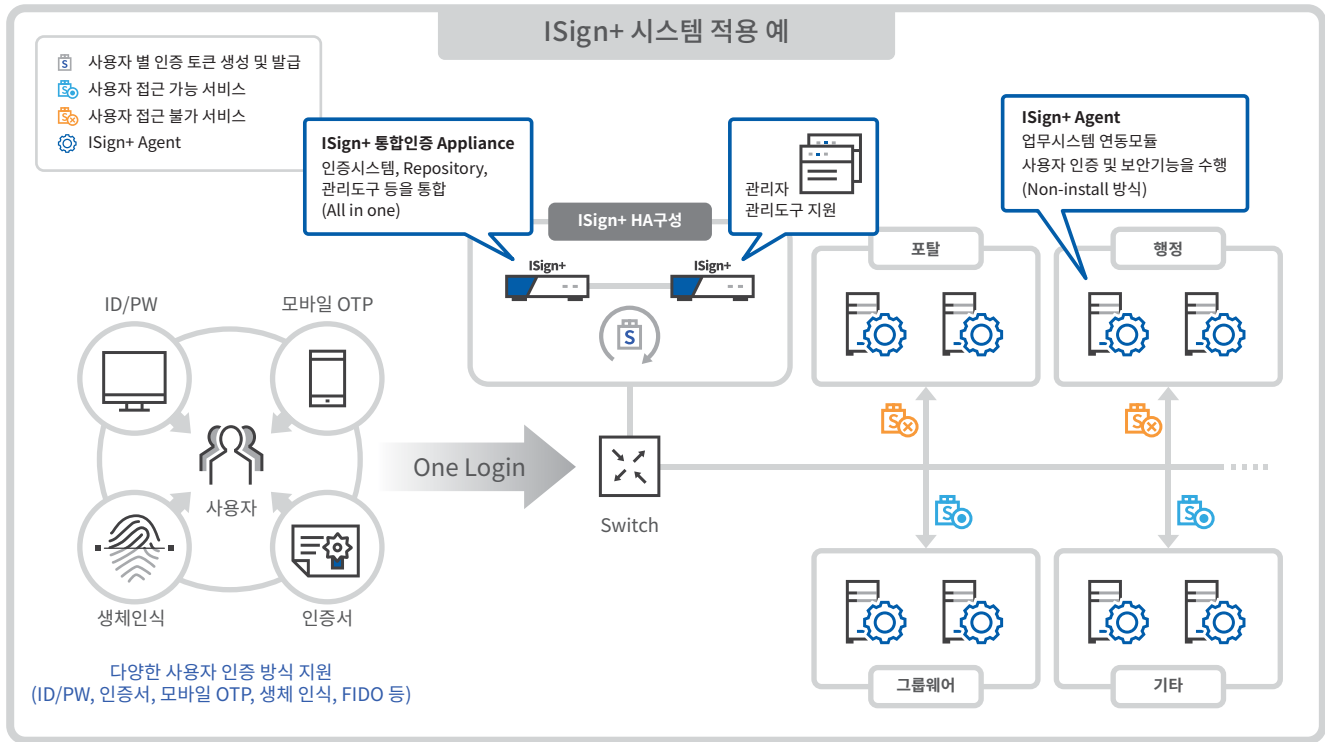 ISign+ 시스템 적용 예
사용자 별 인증 토큰 생성 및 발급
사용자 접근 가능 서비스
사용자 접근 불가 서비스
ISign+ Agent
ISign+ 통합인증 Appliance
인증시스템, Repository,
관리도구 등을 통합
(All in one)
관리자
관리도구 지원
ISign+ Agent
업무시스템 연동모듈
사용자 인증 및 보안기능을 수행
(Non-install 방식)
ISign+ HA구성
ISign+
ISign+
S
포탈
행정
ID/PW
모바일 OTP
사용자
생체인식
인증서
One Login
Switch
S
S
S
S
그룹웨어
기타
다양한 사용자 인증 방식 지원
(ID/PW, 인증서, 모바일 OTP, 생체 인식, FIDO 등)